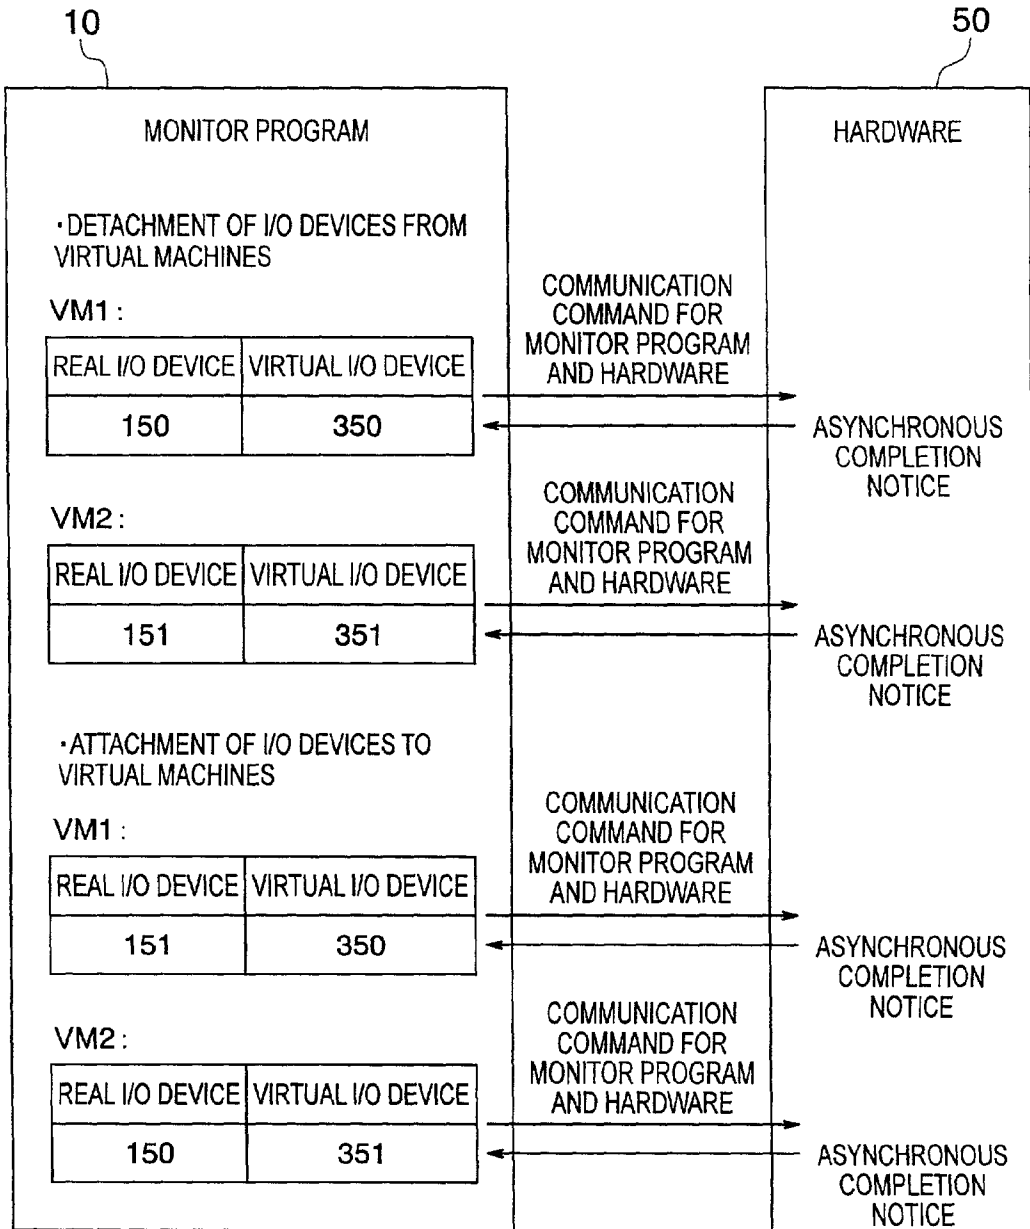 10
50
MONITOR PROGRAM
HARDWARE
·DETACHMENT OF I/O DEVICES FROM
VIRTUAL MACHINES
VM1 :
REAL I/O DEVICE VIRTUAL I/O DEVICE
150 350
COMMUNICATION
COMMAND FOR
MONITOR PROGRAM
AND HARDWARE
ASYNCHRONOUS
COMPLETION
NOTICE
VM2 :
REAL I/O DEVICE VIRTUAL I/O DEVICE
151 351
COMMUNICATION
COMMAND FOR
MONITOR PROGRAM
AND HARDWARE
ASYNCHRONOUS
COMPLETION
NOTICE
·ATTACHMENT OF I/O DEVICES TO
VIRTUAL MACHINES
VM1 :
REAL I/O DEVICE VIRTUAL I/O DEVICE
151 350
COMMUNICATION
COMMAND FOR
MONITOR PROGRAM
AND HARDWARE
ASYNCHRONOUS
COMPLETION
NOTICE
VM2 :
REAL I/O DEVICE VIRTUAL I/O DEVICE
150 351
COMMUNICATION
COMMAND FOR
MONITOR PROGRAM
AND HARDWARE
ASYNCHRONOUS
COMPLETION
NOTICE